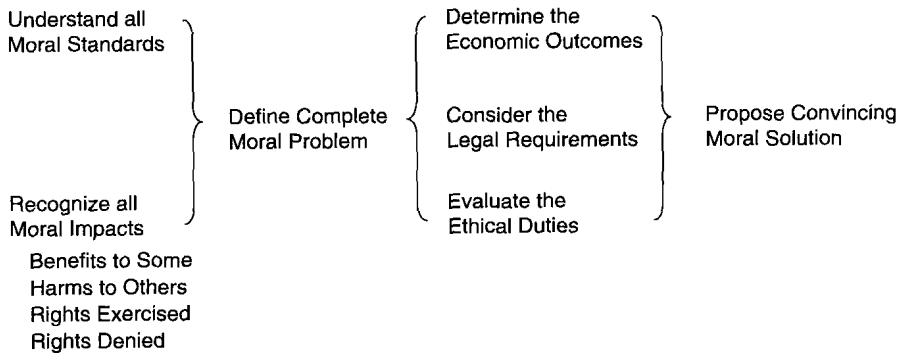 Understand all
Moral Standards
Recognize all
Moral Impacts
Benefits to Some
Harms to Others
Rights Exercised
Rights Denied
Define Complete
Moral Problem
Determine the
Economic Outcomes
Consider the
Legal Requirements
Evaluate the
Ethical Duties
Propose Convincing
Moral Solution